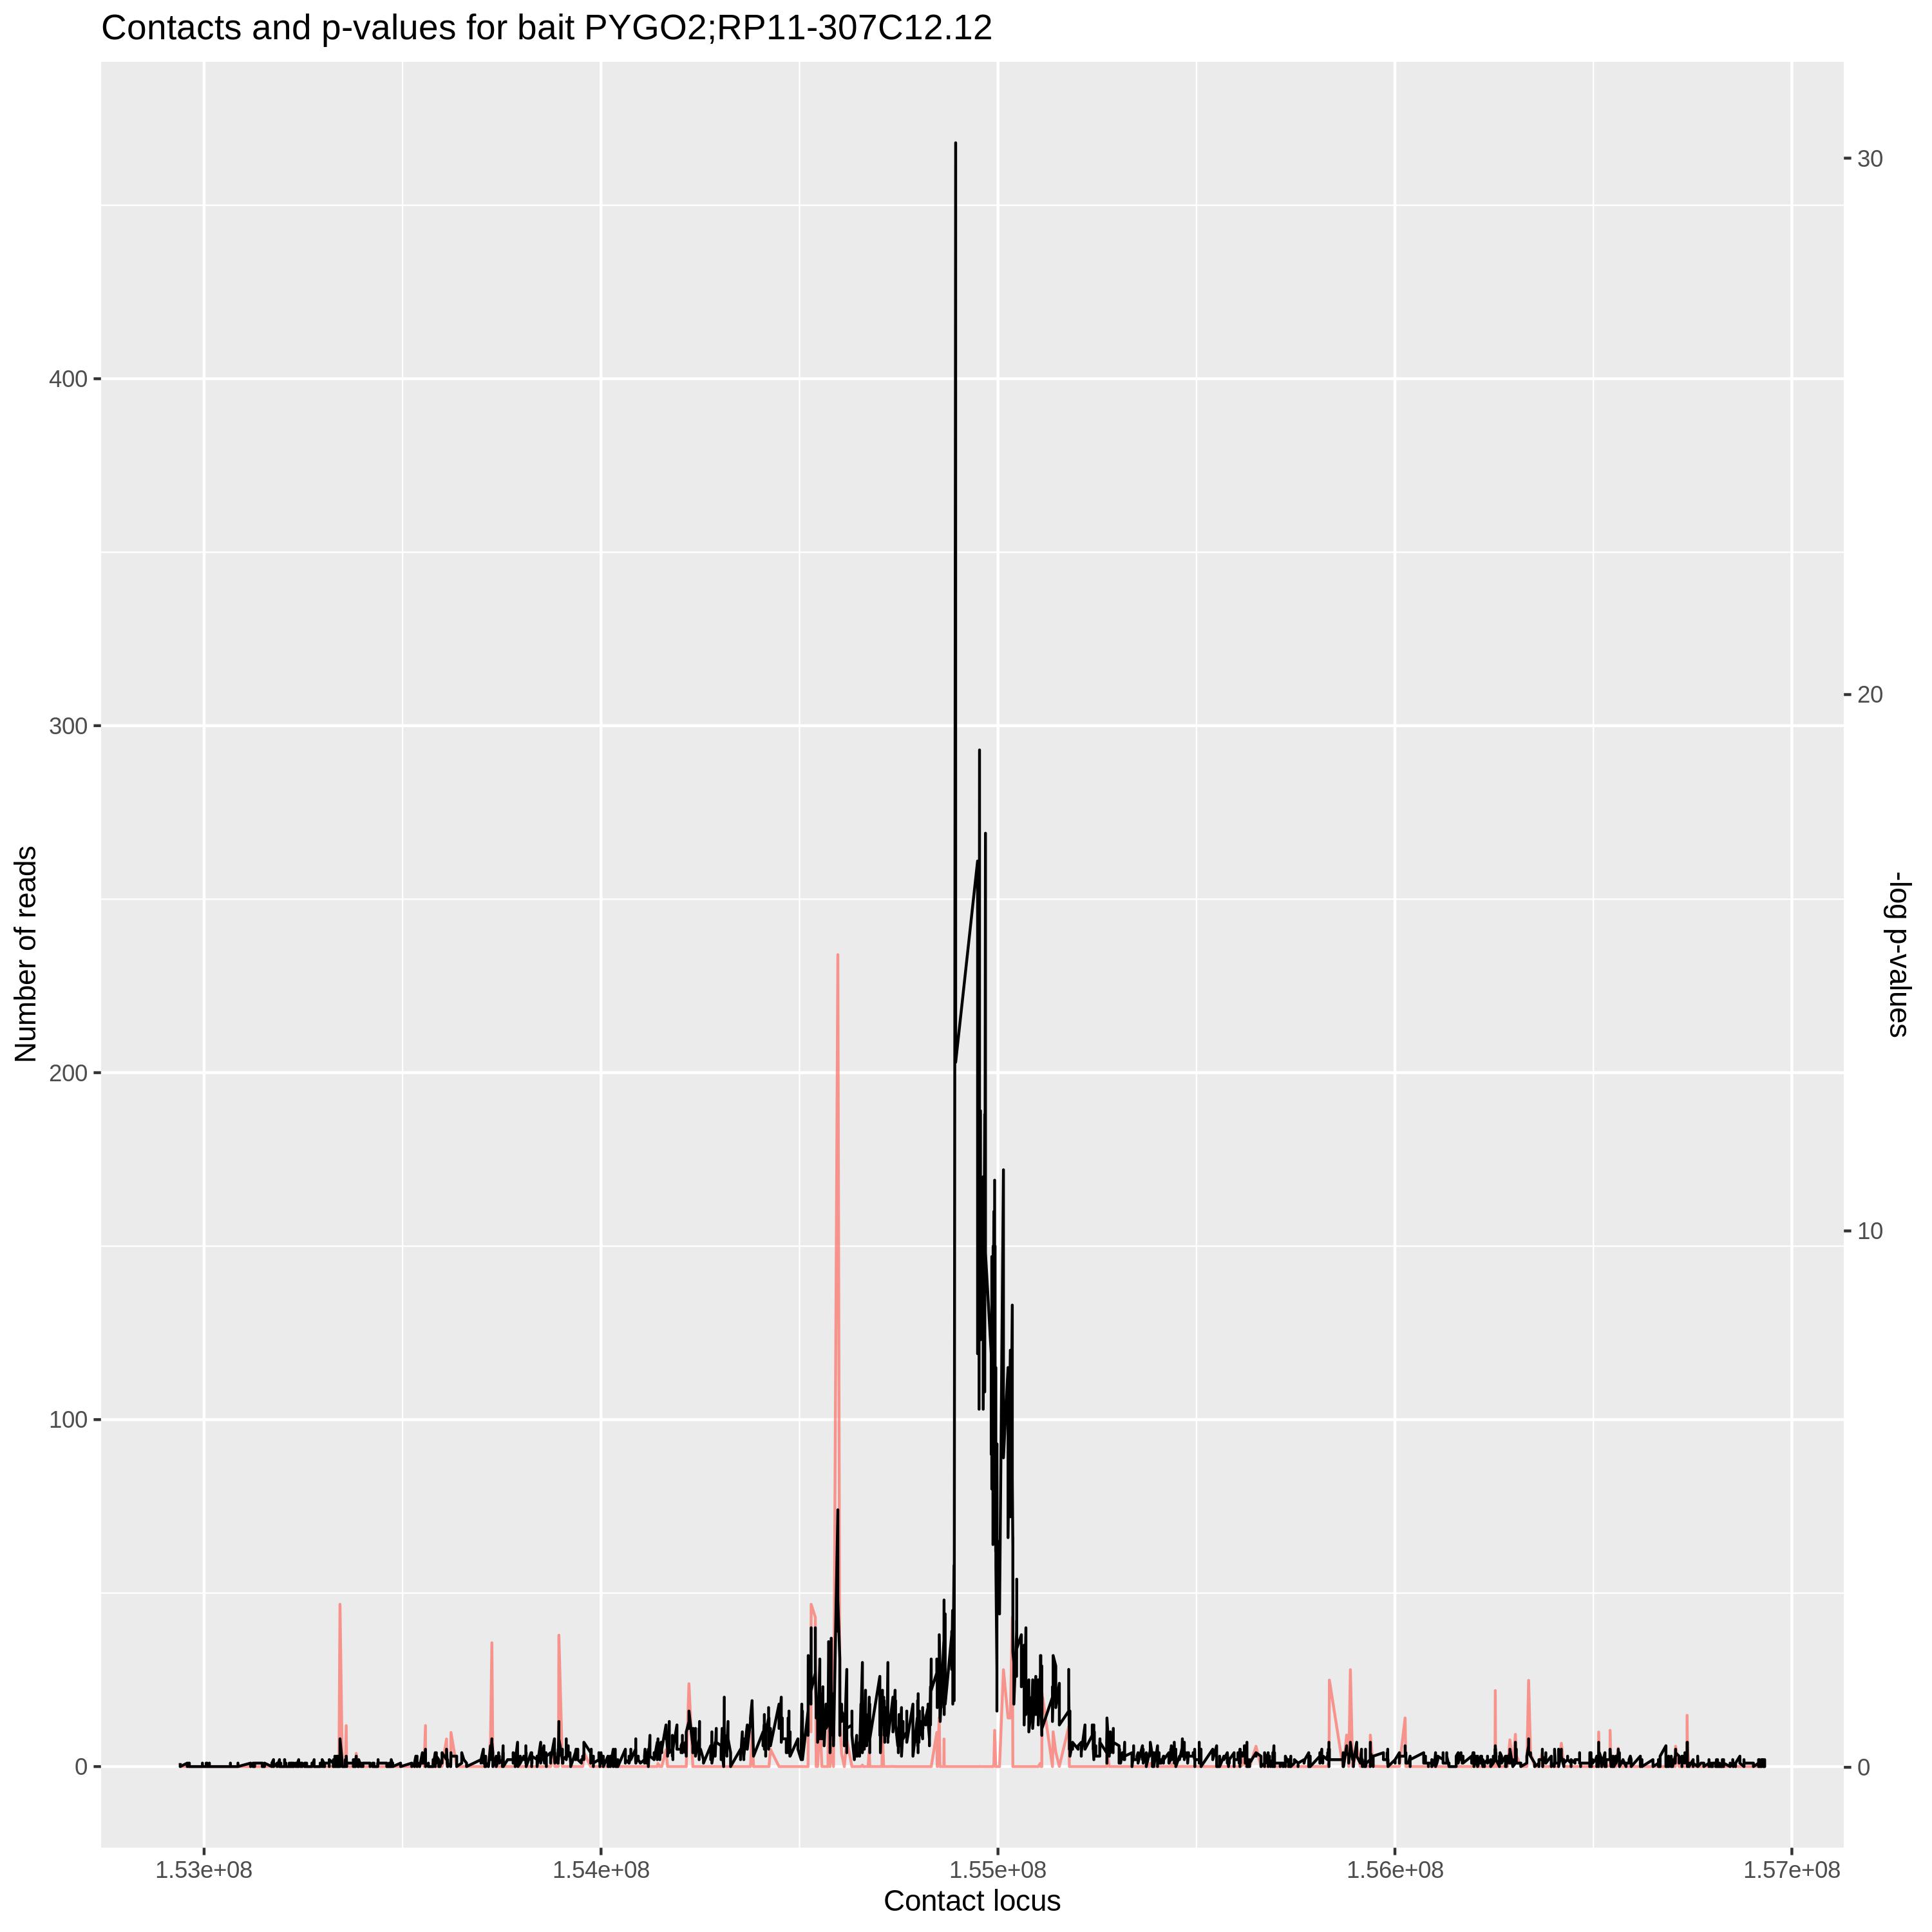 Contacts and p-values for bait PYGO2;RP11-307C12.12
400
300
200
100
0
Number of reads
30
20
10
0
-log p-values
1.53e+08
1.54e+08
1.55e+08
1.56e+08
1.57e+08
Contact locus